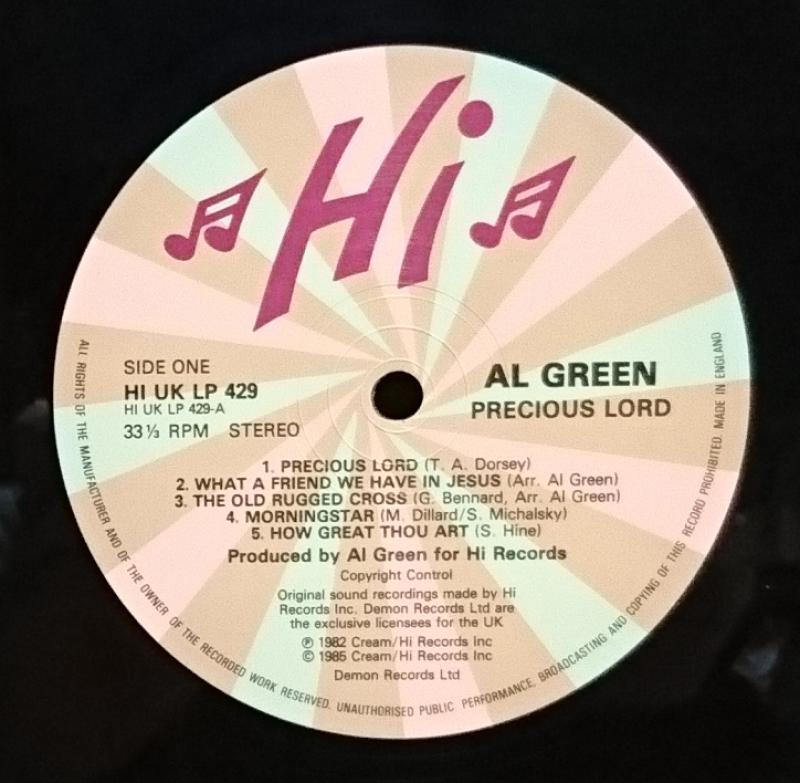 Hi
SIDE ONE
HI UK LP 429
HI UK LP 429-A
33⅓ RPM STEREO
AL GREEN
PRECIOUS LORD
1. PRECIOUS LORD (T. A. Dorsey)
2. WHAT A FRIEND WE HAVE IN JESUS (Arr. Al Green)
3. THE OLD RUGGED CROSS (G. Bennard, Arr. Al Green)
4. MORNINGSTAR (M. Dillard/S. Michalsky)
5. HOW GREAT THOU ART (S. Hine)
Produced by Al Green for Hi Records
Copyright Control
Original sound recordings made by Hi
Records Inc. Demon Records Ltd are
the exclusive licensees for the UK
℗ 1982 Cream/Hi Records Inc
© 1985 Cream/Hi Records Inc
Demon Records Ltd
ALL RIGHTS OF THE MANUFACTURER AND OF THE OWNER OF THE RECORDED WORK RESERVED. UNAUTHORISED PUBLIC PERFORMANCE, BROADCASTING AND COPYING OF THIS RECORD PROHIBITED. MADE IN ENGLAND